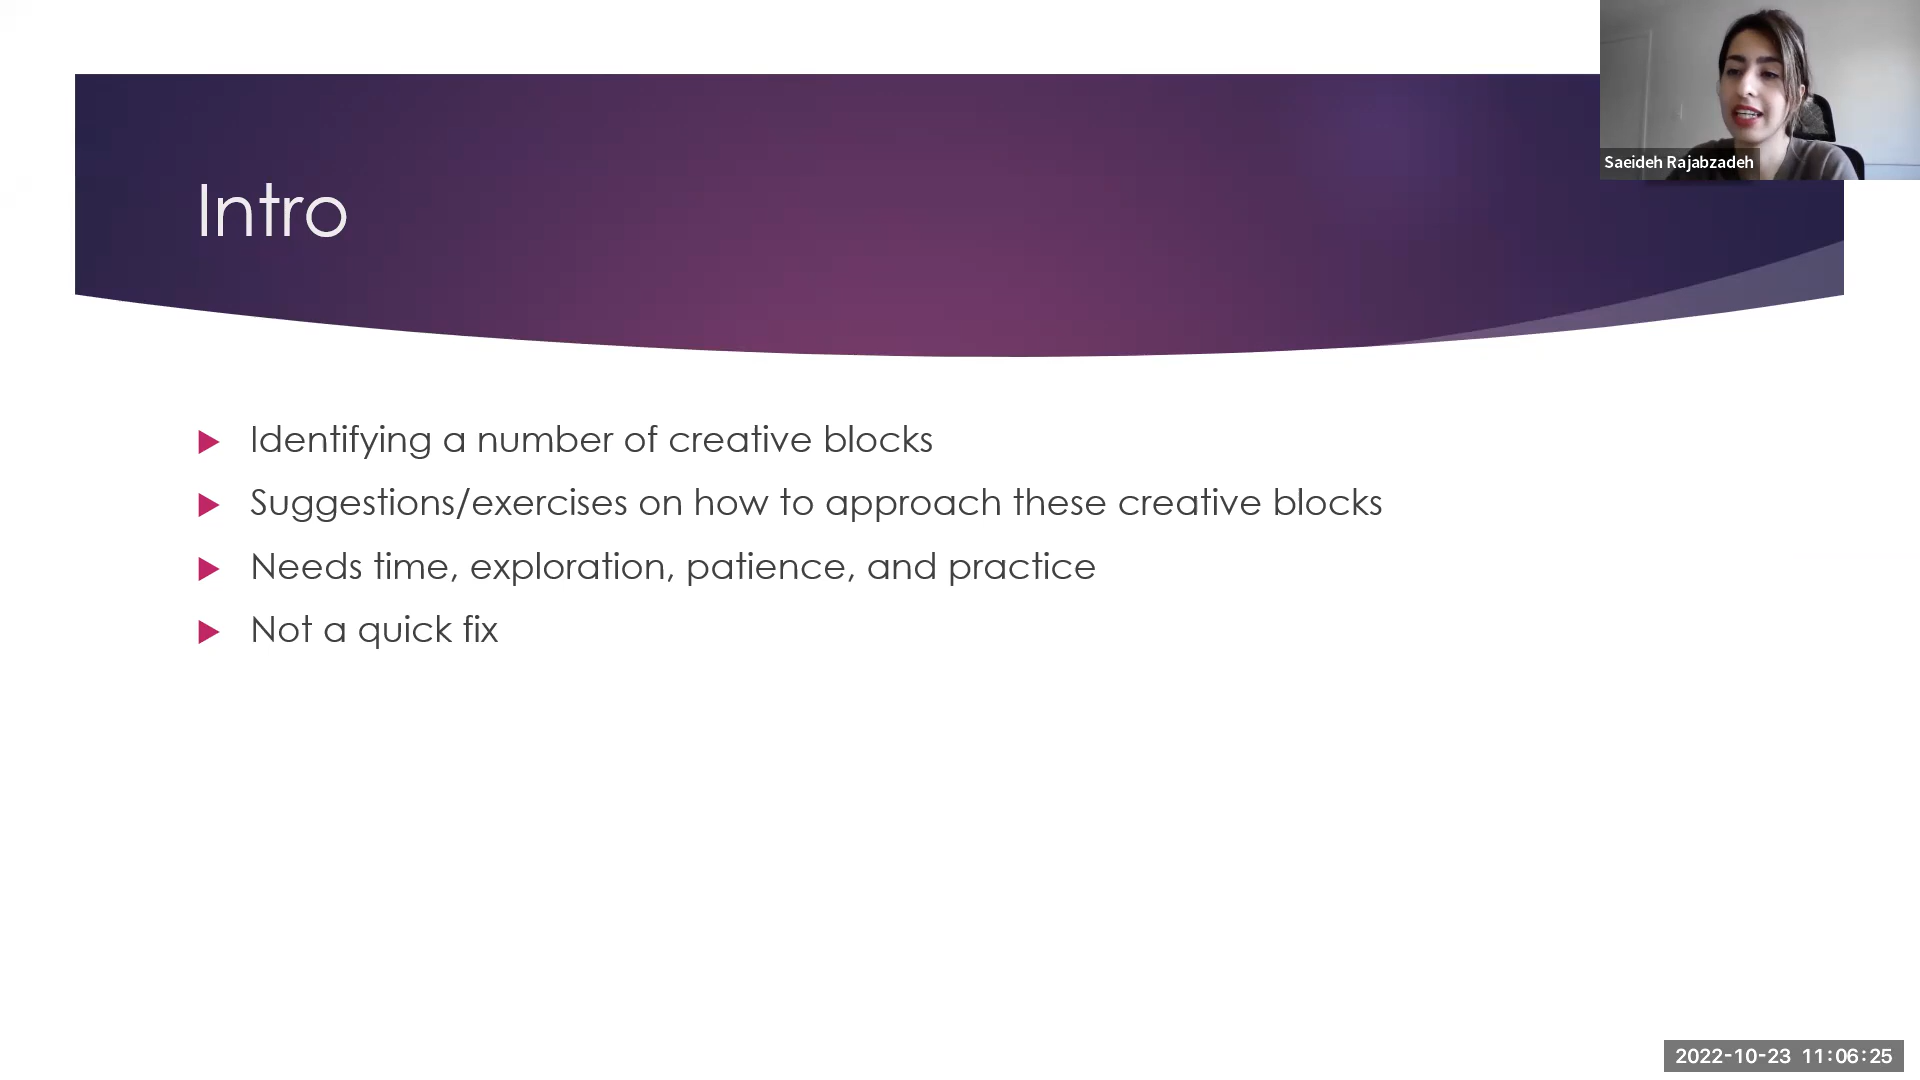 Saeideh Rajabzadeh
Intro
Identifying a number of creative blocks
Suggestions/exercises on how to approach these creative blocks
Needs time, exploration, patience, and practice
Not a quick fix
2022-10-23 11:06:25